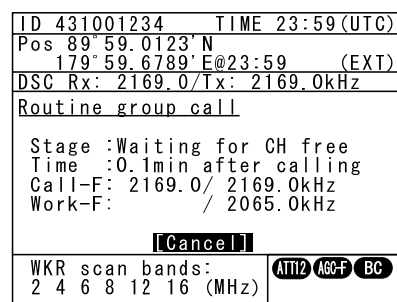 ID 431001234 TIME 23:59(UTC)
Pos 89°59.0123'N
179°59.6789'E@23:59 (EXT)
DSC Rx: 2169.0/Tx: 2169.0kHz
Routine group call
Stage :Waiting for CH free
Time :0.1min after calling
Call-F: 2169.0/ 2169.0kHz
Work-F: / 2065.0kHz
[Cancel]
WKR scan bands: ATT12 AGC-F BC
2 4 6 8 12 16 (MHz)